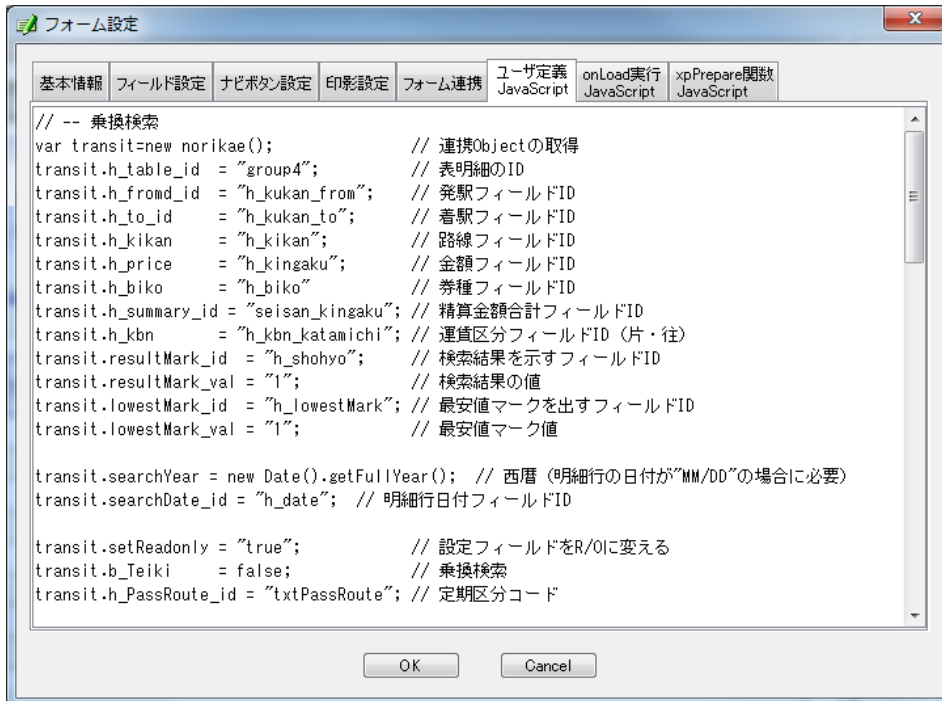 フォーム設定
基本情報 フィールド設定 ナビボタン設定 印影設定 フォーム連携 ユーザ定義 JavaScript onLoad実行 JavaScript xpPrepare関数 JavaScript
// -- 乗換検索
var transit=new norikae();                // 連携Objectの取得
transit.h_table_id  = "group4";           // 表明細のID
transit.h_fromd_id  = "h_kukan_from";     // 発駅フィールドID
transit.h_to_id     = "h_kukan_to";       // 着駅フィールドID
transit.h_kikan     = "h_kikan";          // 路線フィールドID
transit.h_price     = "h_kingaku";        // 金額フィールドID
transit.h_biko      = "h_biko"            // 券種フィールドID
transit.h_summary_id = "seisan_kingaku"; // 精算金額合計フィールドID
transit.h_kbn       = "h_kbn_katamichi"; // 運賃区分フィールドID（片・往）
transit.resultMark_id  = "h_shohyo";      // 検索結果を示すフィールドID
transit.resultMark_val = "1";             // 検索結果の値
transit.lowestMark_id  = "h_lowestMark"; // 最安値マークを出すフィールドID
transit.lowestMark_val = "1";             // 最安値マーク値
transit.searchYear = new Date().getFullYear();  // 西暦（明細行の日付が"MM/DD"の場合に必要）
transit.searchDate_id = "h_date";  // 明細行日付フィールドID
transit.setReadonly = "true";             // 設定フィールドをR/Oに変える
transit.b_Teiki     = false;              // 乗換検索
transit.h_PassRoute_id = "txtPassRoute"; // 定期区分コード
OK Cancel